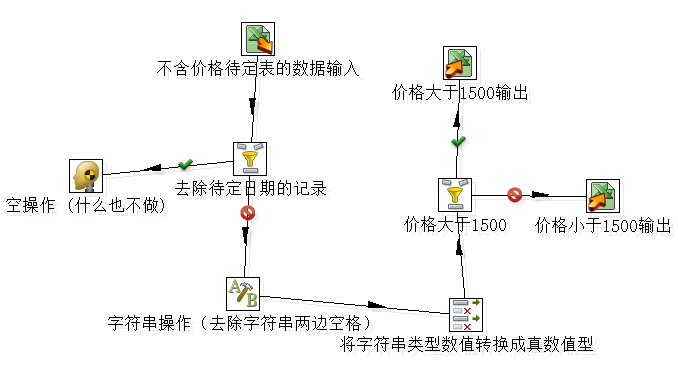 不含价格待定表的数据输入
价格大于1500输出
去除待定日期的记录
空操作 (什么也不做)
价格大于1500
价格小于1500输出
字符串操作（去除字符串两边空格）
将字符串类型数值转换成真数值型